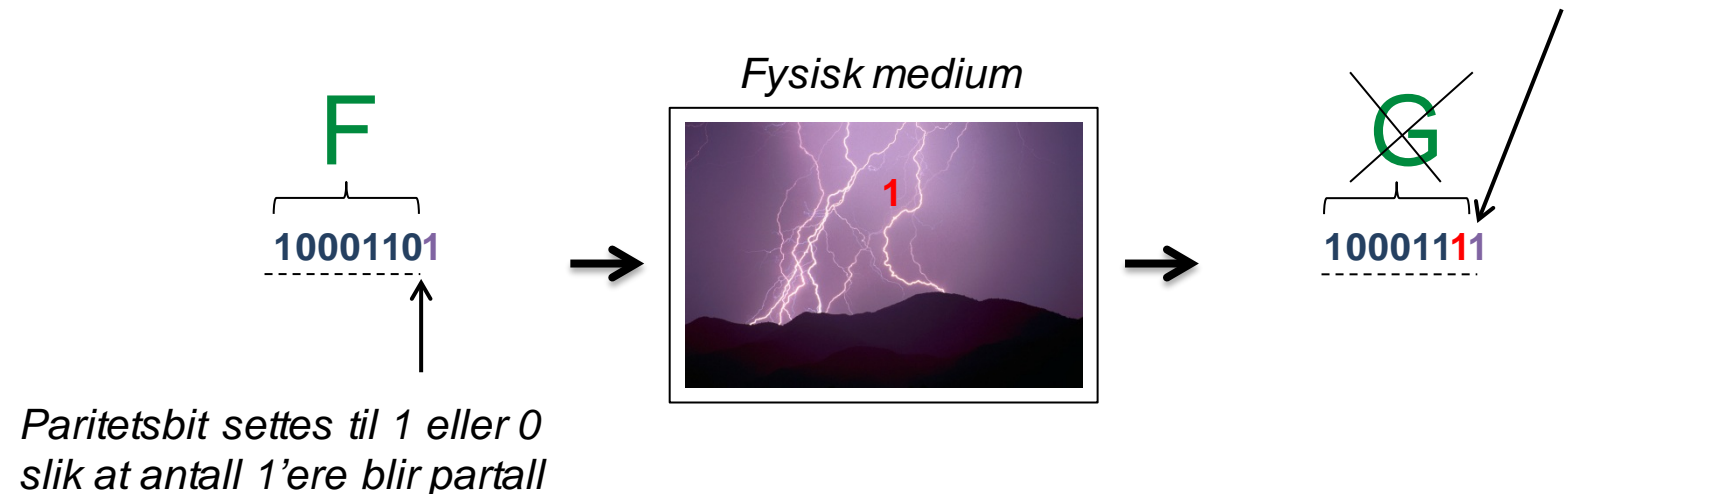 Fysisk medium
F
G
1
10001101
10001111
Paritetsbit settes til 1 eller 0
slik at antall 1'ere blir partall